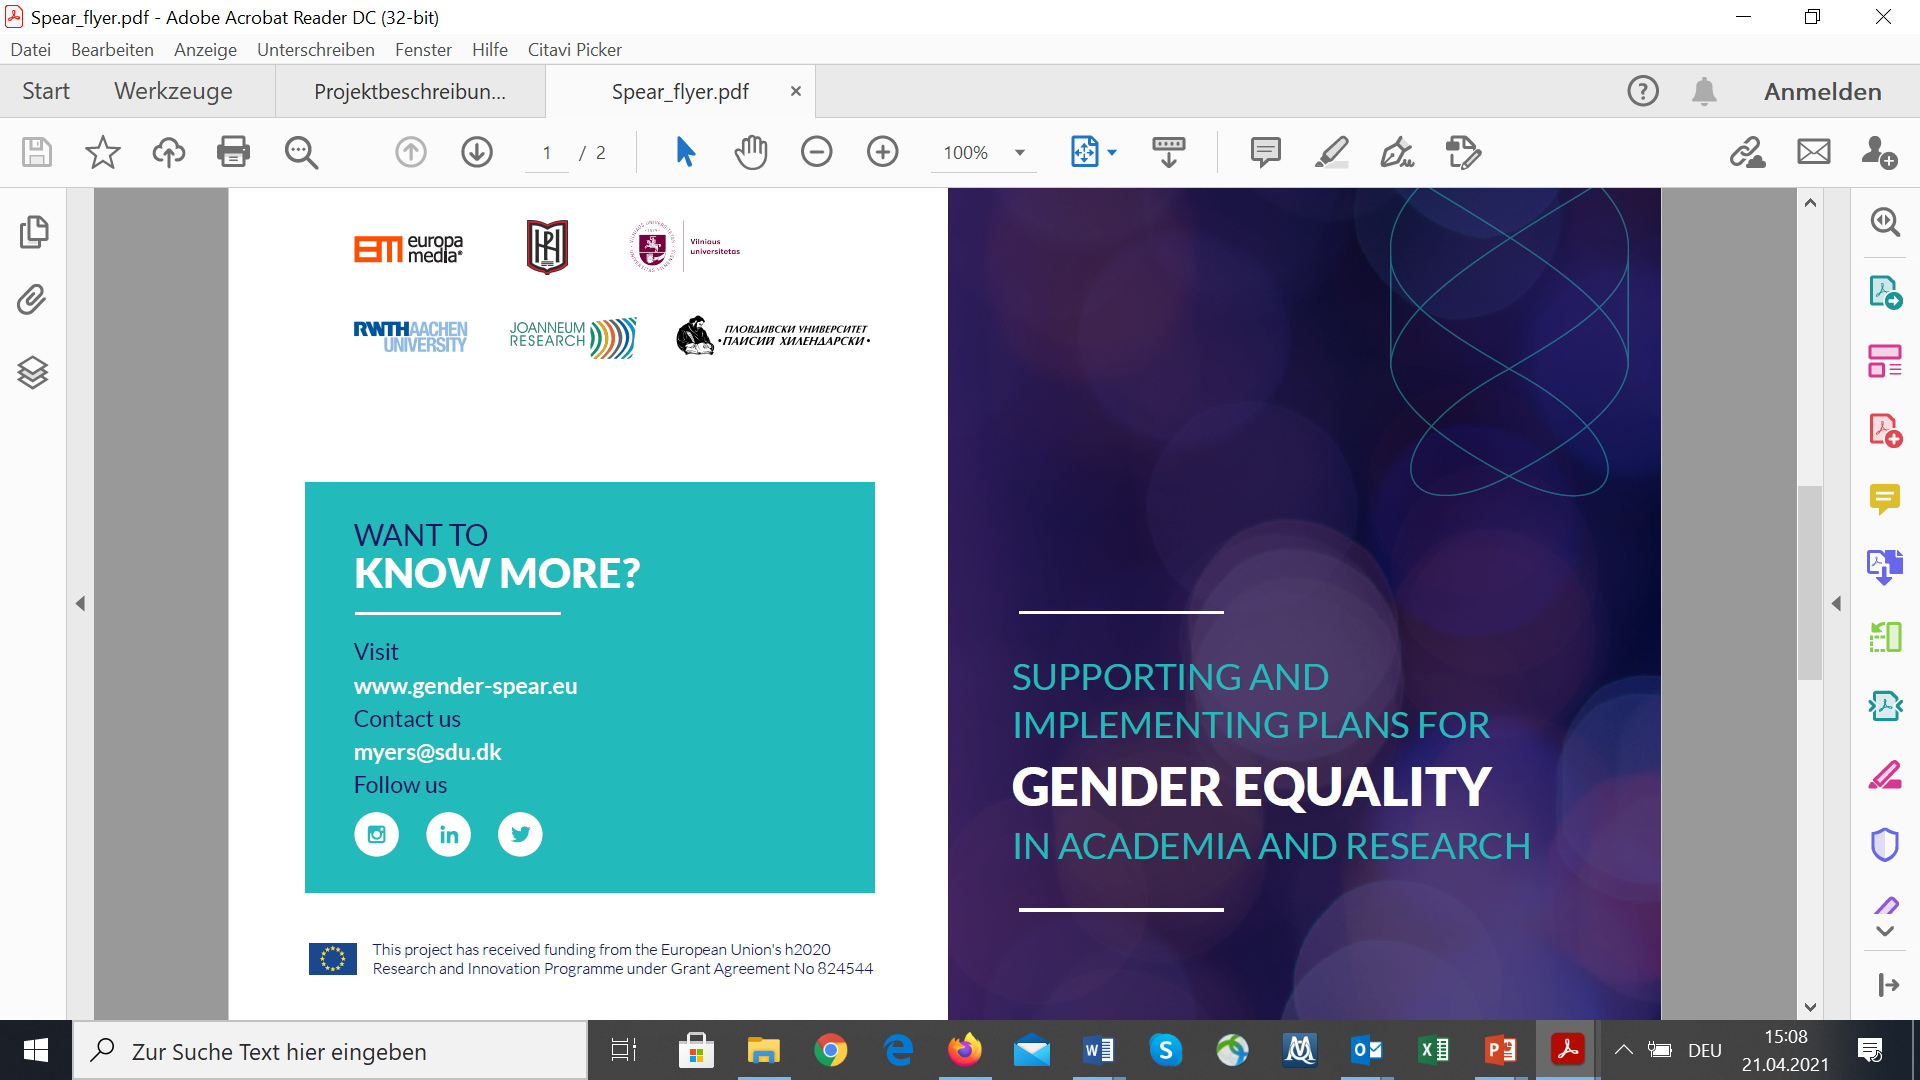 Spear_flyer.pdf - Adobe Acrobat Reader DC (32-bit)
Datei Bearbeiten Anzeige Unterschreiben Fenster Hilfe Citavi Picker
Start Werkzeuge Projektbeschreibun... Spear_flyer.pdf Anmelden
1 / 2 100%
europa
media
Vilniaus
universitetas
RWTHAACHEN
UNIVERSITY
JOANNEUM
RESEARCH
ПЛОВДИВСКИ УНИВЕРСИТЕТ
•ПАИСИЙ ХИЛЕНДАРСКИ•
WANT TO
KNOW MORE?
Visit
www.gender-spear.eu
Contact us
myers@sdu.dk
Follow us
This project has received funding from the European Union's h2020
Research and Innovation Programme under Grant Agreement No 824544
SUPPORTING AND
IMPLEMENTING PLANS FOR
GENDER EQUALITY
IN ACADEMIA AND RESEARCH
Zur Suche Text hier eingeben
DEU
15:08
21.04.2021